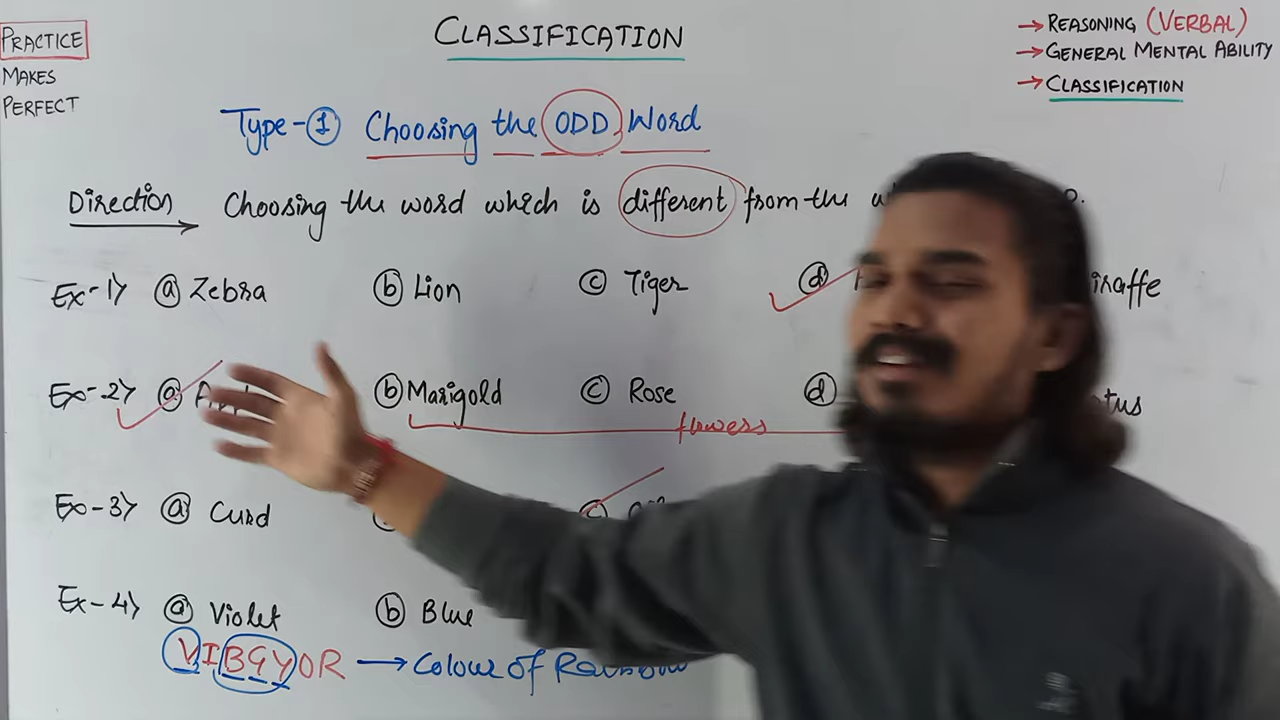 PRACTICE
MAKES
PERFECT
CLASSIFICATION
→ REASONING (VERBAL)
→ GENERAL MENTAL ABILITY
→ CLASSIFICATION
Type-① Choosing the ODD Word
Direction → Choosing the word which is different from the
Ex-1) ⓐ Zebra ⓑ Lion ⓒ Tiger ⓓ
Ex-2) ⓐ ⓑ Marigold ⓒ Rose ⓓ
flowers
Ex-3) ⓐ Curd ⓒ
Ex-4) ⓐ Violet ⓑ Blue
VIBGYOR → Colour of Rainbow